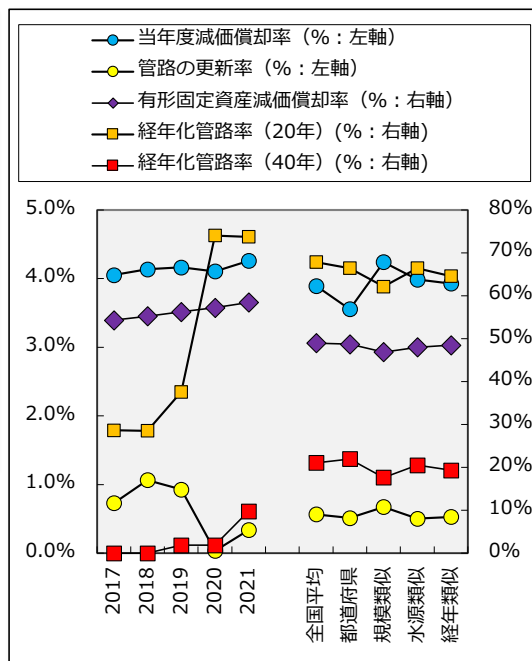 当年度減価償却率（%：左軸）
管路の更新率（%：左軸）
有形固定資産減価償却率（%：右軸）
経年化管路率（20年）(%：右軸)
経年化管路率（40年）(%：右軸)
5.0%
4.0%
3.0%
2.0%
1.0%
0.0%
80%
70%
60%
50%
40%
30%
20%
10%
0%
2017
2018
2019
2020
2021
全国平均
都道府県
規模類似
水源類似
経年類似